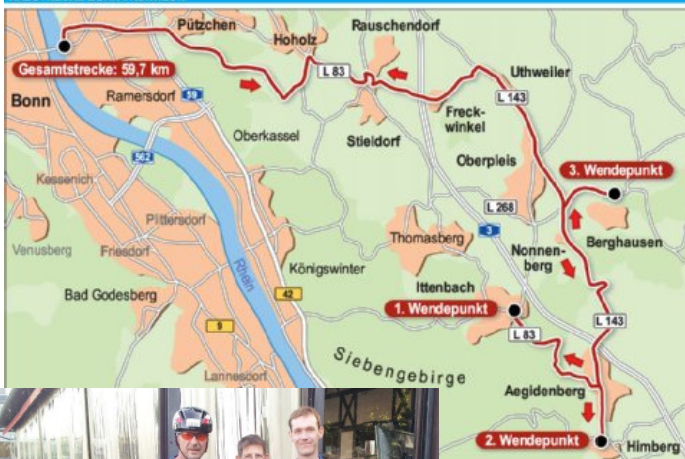 Pützchen
Hoholz
Rauschendorf
Gesamtstrecke: 59,7 km
L 83
Uthweiler
Bonn
Ramersdorf
59
L 143
Freck-
winkel
Oberkassel
Stieldorf
562
Oberpleis
3. Wendepunkt
Kessenich
L 268
Pittersdorf
3
Berghausen
Thomasberg
Venusberg
Friesdorf
Rhein
Nonnen-
berg
Königswinter
Ittenbach
Bad Godesberg
42
1. Wendepunkt
L 143
9
L 83
Siebengebirge
Lannesdorf
Aegidenberg
2. Wendepunkt
Himberg